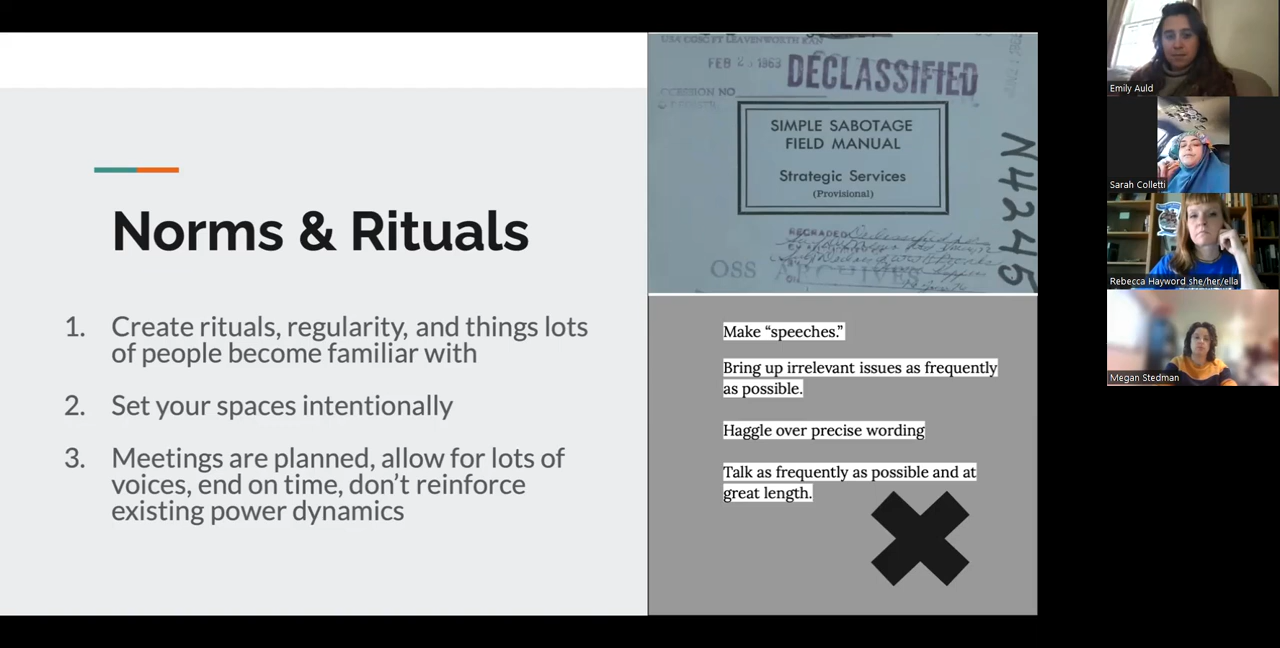 Norms & Rituals
1. Create rituals, regularity, and things lots
of people become familiar with
2. Set your spaces intentionally
3. Meetings are planned, allow for lots of
voices, end on time, don’t reinforce
existing power dynamics
FEB 2 1963
DECLASSIFIED
SIMPLE SABOTAGE
FIELD MANUAL
Strategic Services
(Provisional)
N4245
REGRADED
OSS ARCHIVES
Make “speeches.”
Bring up irrelevant issues as frequently
as possible.
Haggle over precise wording
Talk as frequently as possible and at
great length.
Emily Auld
Sarah Colletti
Rebecca Hayword she/her/ella
Megan Stedman